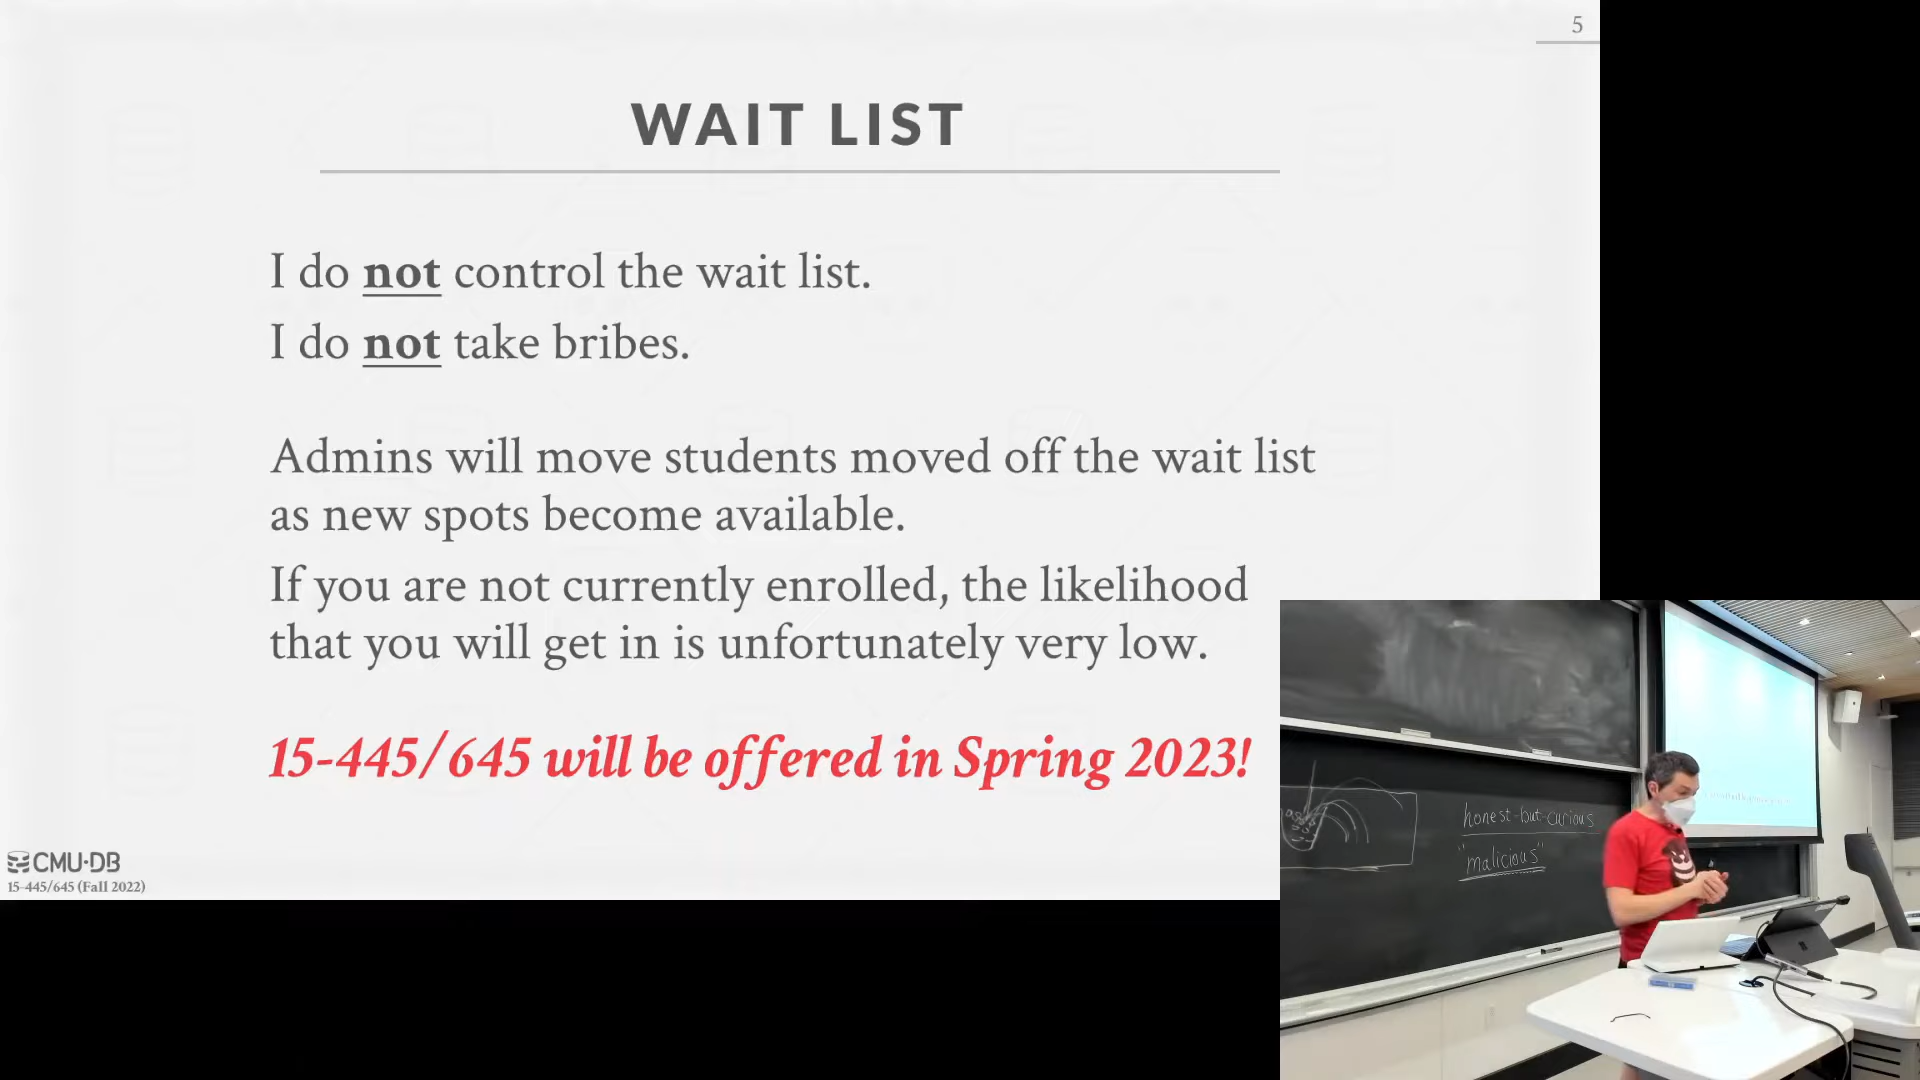 5
WAIT LIST
I do not control the wait list.
I do not take bribes.
Admins will move students moved off the wait list
as new spots become available.
If you are not currently enrolled, the likelihood
that you will get in is unfortunately very low.
15-445/645 will be offered in Spring 2023!
CMU·DB
15-445/645 (Fall 2022)
honest-but-curious
"malicious"